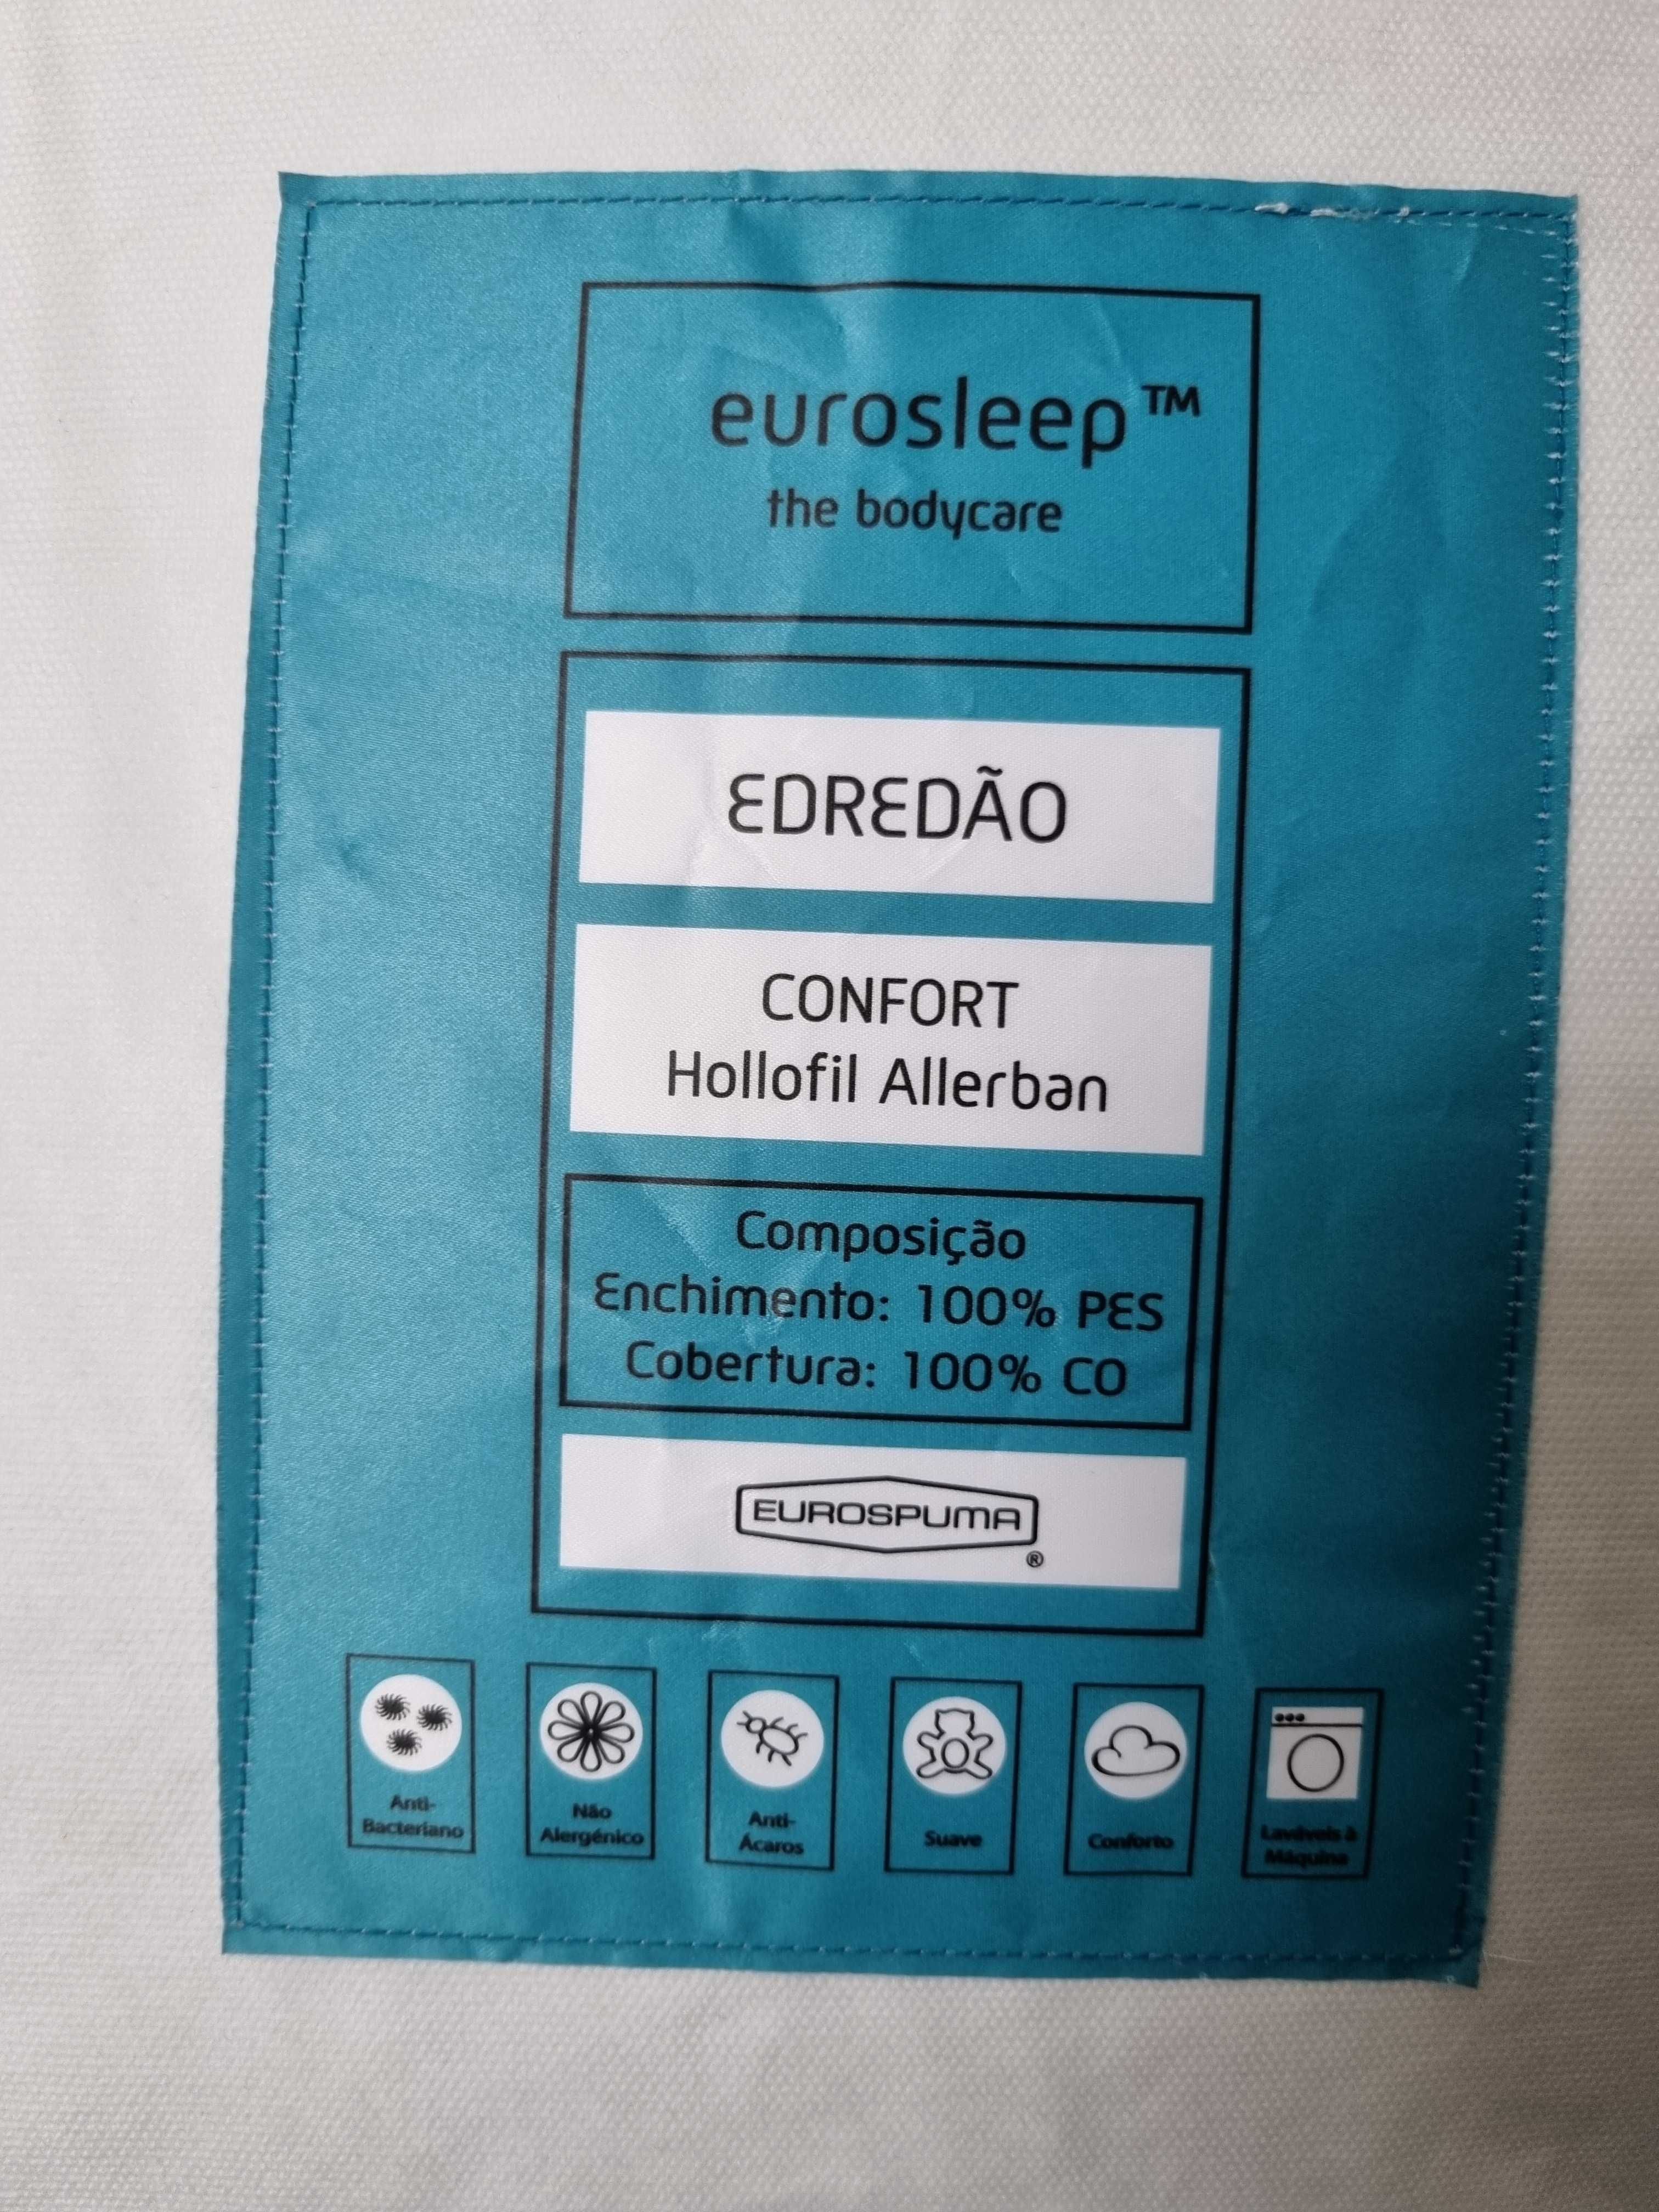 eurosleep™
the bodycare
EDREDÃO
CONFORT
Hollofil Allerban
Composição
Enchimento: 100% PES
Cobertura: 100% CO
EUROSPUMA
®
Anti-
Bacteriano
Não
Alergénico
Anti-
Ácaros
Suave
Conforto
Laváveis à
Máquina